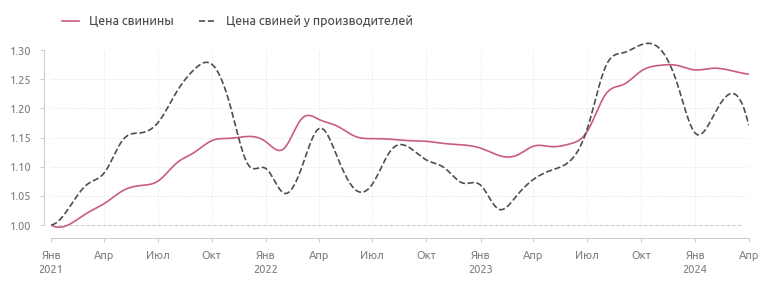 Цена свинины Цена свиней у производителей
1.30
1.25
1.20
1.15
1.10
1.05
1.00
Янв Апр Июл Окт Янв Апр Июл Окт Янв Апр Июл Окт Янв Апр
2021 2022 2023 2024